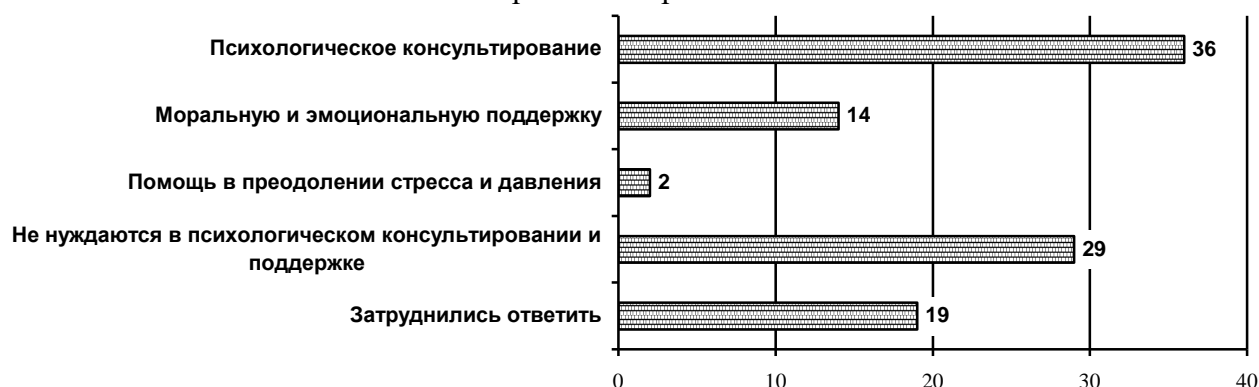 Психологическое консультирование
36
Моральную и эмоциональную поддержку
14
Помощь в преодолении стресса и давления
2
Не нуждаются в психологическом консультировании и
поддержке
29
Затруднились ответить
19
0 10 20 30 40